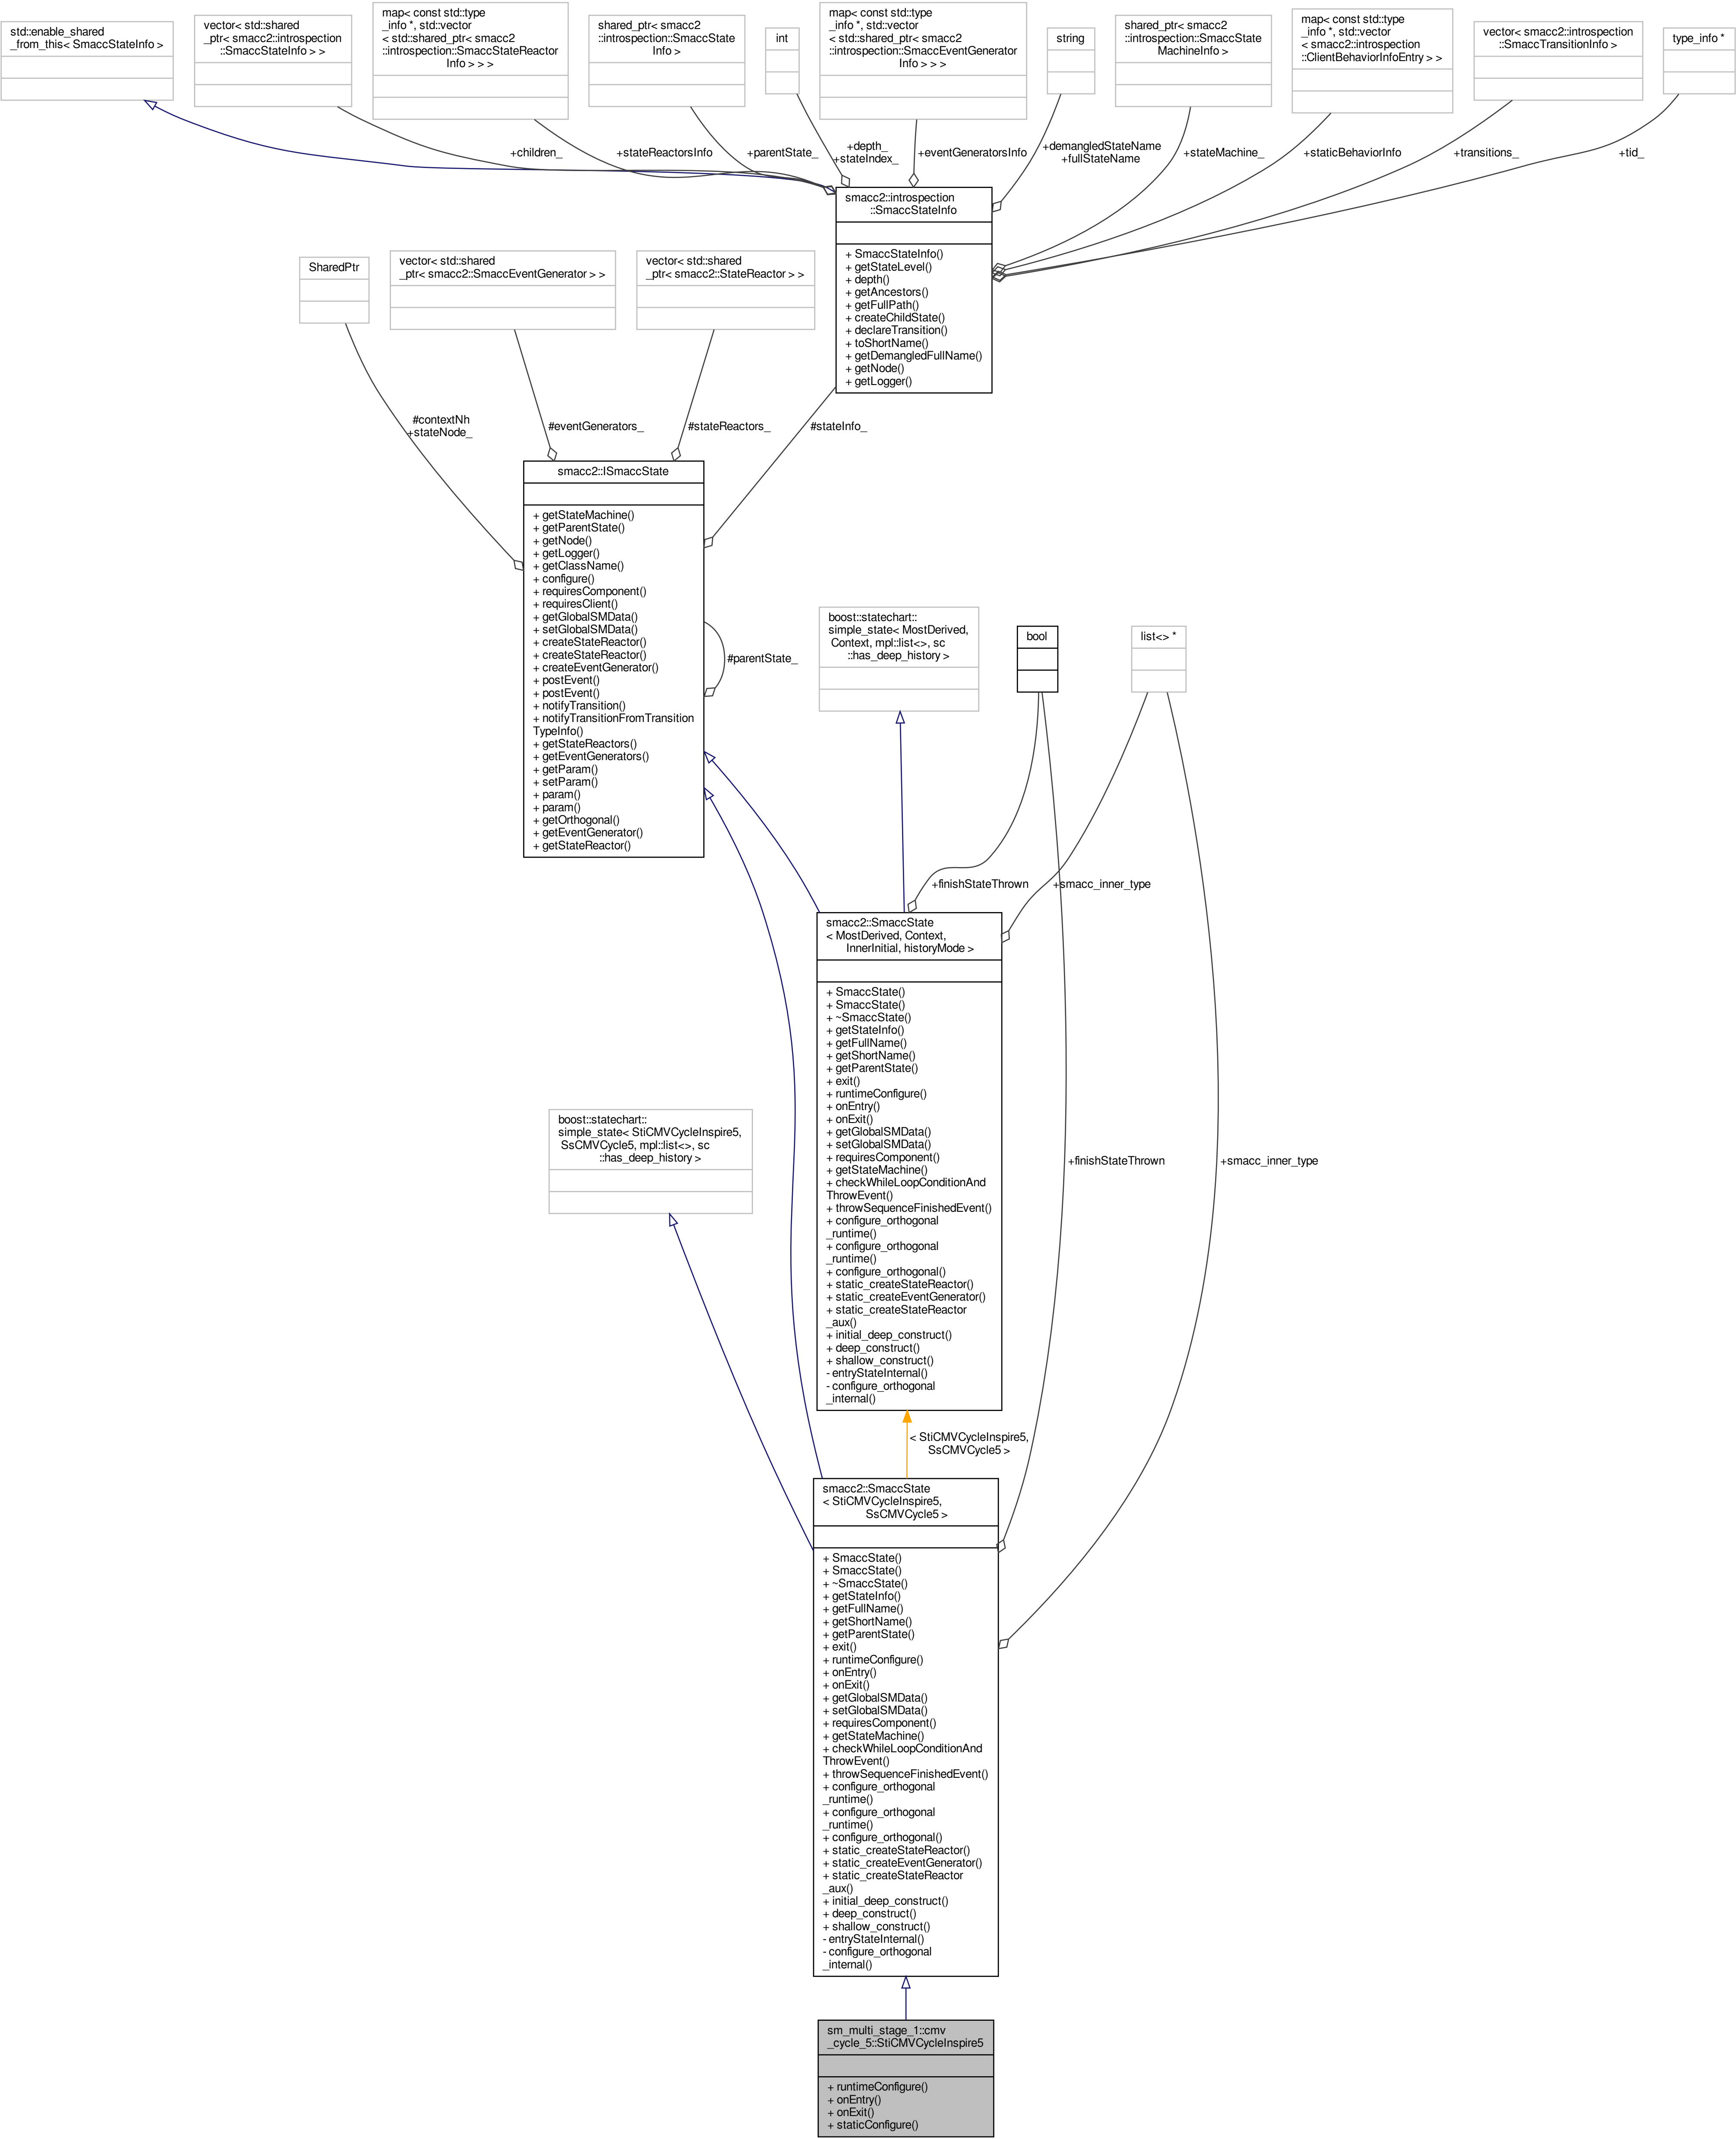 std::enable_shared
_from_this< SmaccStateInfo >
vector< std::shared
_ptr< smacc2::introspection
::SmaccStateInfo > >
map< const std::type
_info *, std::vector
< std::shared_ptr< smacc2
::introspection::SmaccStateReactor
Info > > >
shared_ptr< smacc2
::introspection::SmaccState
Info >
int
map< const std::type
_info *, std::vector
< std::shared_ptr< smacc2
::introspection::SmaccEventGenerator
Info > > >
string
shared_ptr< smacc2
::introspection::SmaccState
MachineInfo >
map< const std::type
_info *, std::vector
< smacc2::introspection
::ClientBehaviorInfoEntry > >
vector< smacc2::introspection
::SmaccTransitionInfo >
type_info *
+children_
+stateReactorsInfo
+parentState_
+depth_
+stateIndex_
+eventGeneratorsInfo
+demangledStateName
+fullStateName
+stateMachine_
+staticBehaviorInfo
+transitions_
+tid_
smacc2::introspection
::SmaccStateInfo
+ SmaccStateInfo()
+ getStateLevel()
+ depth()
+ getAncestors()
+ getFullPath()
+ createChildState()
+ declareTransition()
+ toShortName()
+ getDemangledFullName()
+ getNode()
+ getLogger()
SharedPtr
vector< std::shared
_ptr< smacc2::SmaccEventGenerator > >
vector< std::shared
_ptr< smacc2::StateReactor > >
#contextNh
+stateNode_
#eventGenerators_
#stateReactors_
#stateInfo_
smacc2::ISmaccState
+ getStateMachine()
+ getParentState()
+ getNode()
+ getLogger()
+ getClassName()
+ configure()
+ requiresComponent()
+ requiresClient()
+ getGlobalSMData()
+ setGlobalSMData()
+ createStateReactor()
+ createStateReactor()
+ createEventGenerator()
+ postEvent()
+ postEvent()
+ notifyTransition()
+ notifyTransitionFromTransition
TypeInfo()
+ getStateReactors()
+ getEventGenerators()
+ getParam()
+ setParam()
+ param()
+ param()
+ getOrthogonal()
+ getEventGenerator()
+ getStateReactor()
#parentState_
boost::statechart::
simple_state< MostDerived,
Context, mpl::list<>, sc
::has_deep_history >
bool
list<> *
+finishStateThrown
+smacc_inner_type
smacc2::SmaccState
< MostDerived, Context,
InnerInitial, historyMode >
+ SmaccState()
+ SmaccState()
+ ~SmaccState()
+ getStateInfo()
+ getFullName()
+ getShortName()
+ getParentState()
+ exit()
+ runtimeConfigure()
+ onEntry()
+ onExit()
+ getGlobalSMData()
+ setGlobalSMData()
+ requiresComponent()
+ getStateMachine()
+ checkWhileLoopConditionAnd
ThrowEvent()
+ throwSequenceFinishedEvent()
+ configure_orthogonal
_runtime()
+ configure_orthogonal
_runtime()
+ configure_orthogonal()
+ static_createStateReactor()
+ static_createEventGenerator()
+ static_createStateReactor
_aux()
+ initial_deep_construct()
+ deep_construct()
+ shallow_construct()
- entryStateInternal()
- configure_orthogonal
_internal()
boost::statechart::
simple_state< StiCMVCycleInspire5,
SsCMVCycle5, mpl::list<>, sc
::has_deep_history >
+finishStateThrown
+smacc_inner_type
< StiCMVCycleInspire5,
SsCMVCycle5 >
smacc2::SmaccState
< StiCMVCycleInspire5,
SsCMVCycle5 >
+ SmaccState()
+ SmaccState()
+ ~SmaccState()
+ getStateInfo()
+ getFullName()
+ getShortName()
+ getParentState()
+ exit()
+ runtimeConfigure()
+ onEntry()
+ onExit()
+ getGlobalSMData()
+ setGlobalSMData()
+ requiresComponent()
+ getStateMachine()
+ checkWhileLoopConditionAnd
ThrowEvent()
+ throwSequenceFinishedEvent()
+ configure_orthogonal
_runtime()
+ configure_orthogonal
_runtime()
+ configure_orthogonal()
+ static_createStateReactor()
+ static_createEventGenerator()
+ static_createStateReactor
_aux()
+ initial_deep_construct()
+ deep_construct()
+ shallow_construct()
- entryStateInternal()
- configure_orthogonal
_internal()
sm_multi_stage_1::cmv
_cycle_5::StiCMVCycleInspire5
+ runtimeConfigure()
+ onEntry()
+ onExit()
+ staticConfigure()